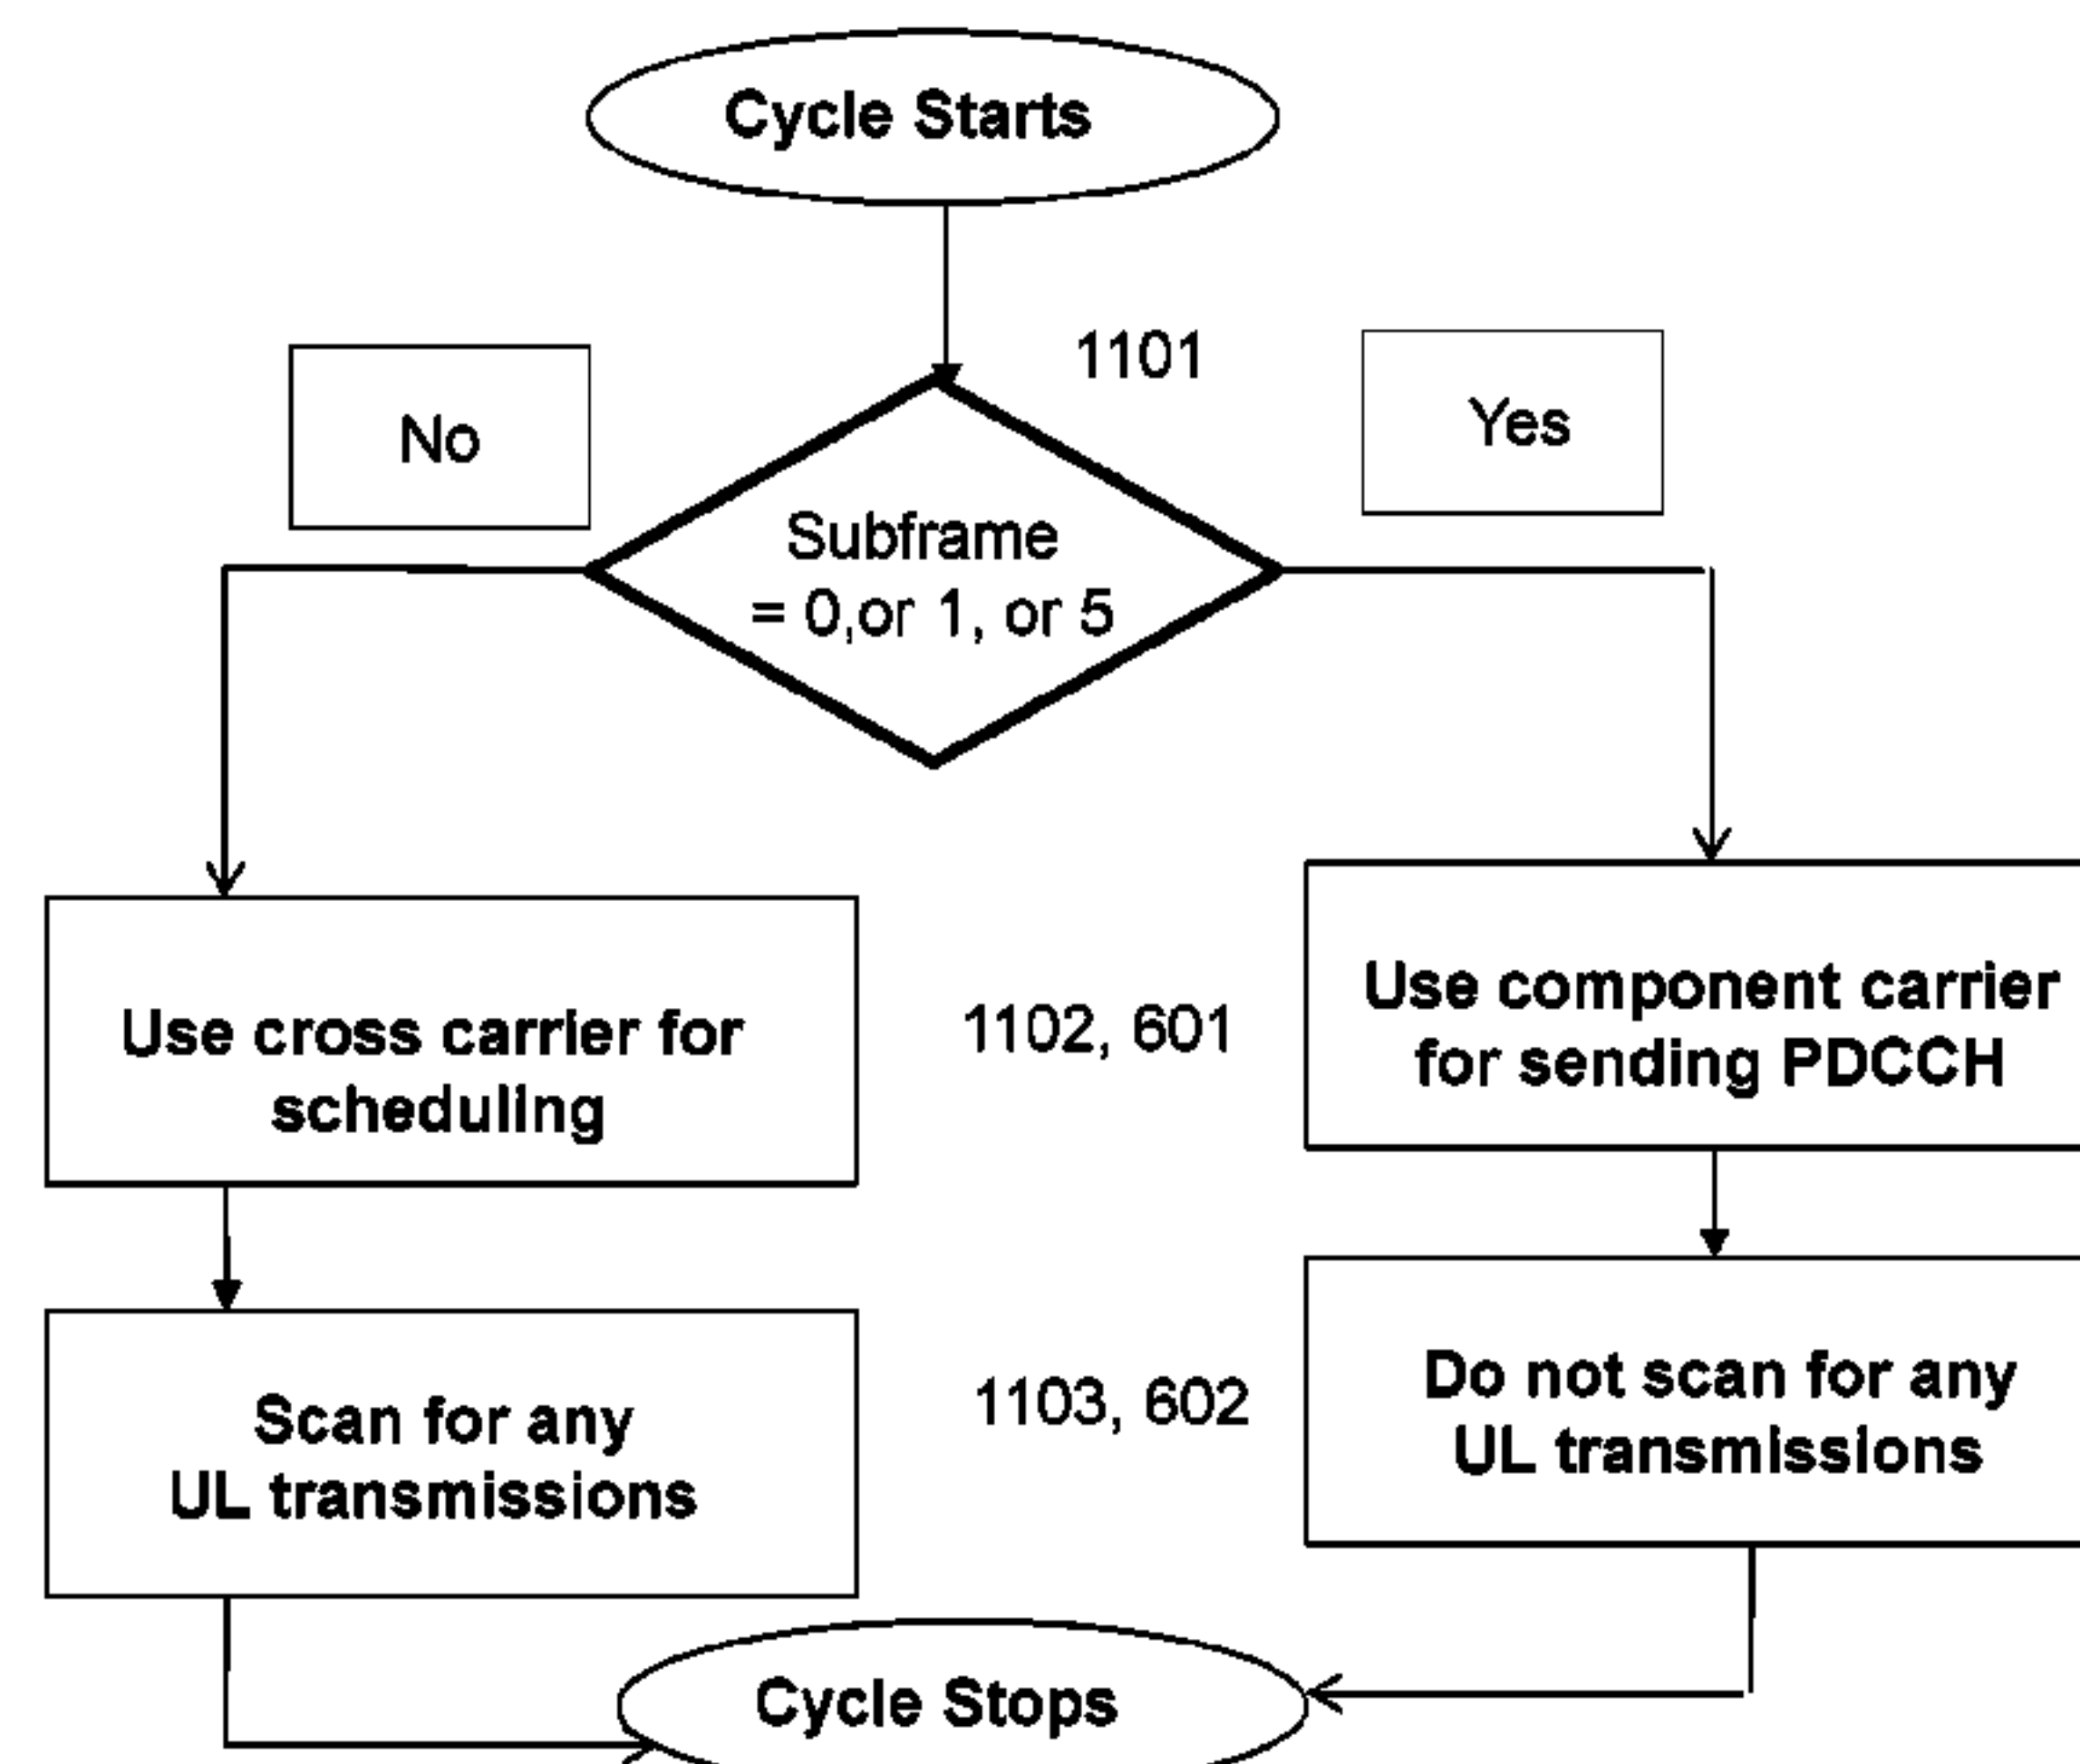 Cycle Starts
1101
No
Yes
Subframe
= 0,or 1, or 5
Use cross carrier for
scheduling
1102, 601
Use component carrier
for sending PDCCH
Scan for any
UL transmissions
1103, 602
Do not scan for any
UL transmissions
Cycle Stops